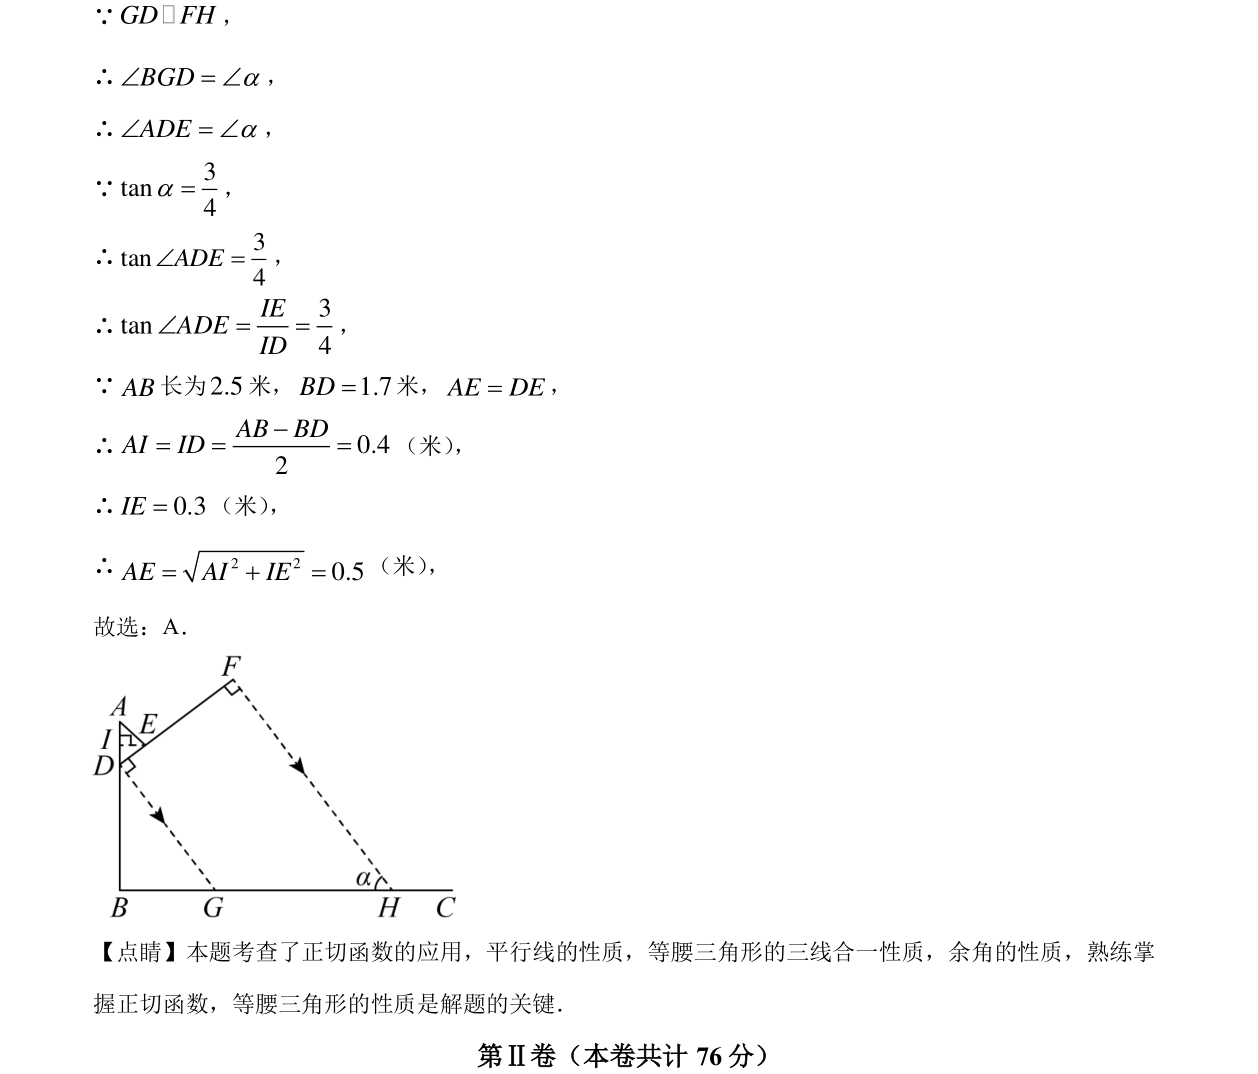 ∵ GD□FH，
∴ ∠BGD = ∠α，
∴ ∠ADE = ∠α，
∵ tan α = 3/4，
∴ tan ∠ADE = 3/4，
∴ tan ∠ADE = IE/ID = 3/4，
∵ AB 长为 2.5 米， BD = 1.7 米， AE = DE，
∴ AI = ID = (AB − BD)/2 = 0.4（米），
∴ IE = 0.3（米），
∴ AE = √(AI² + IE²) = 0.5（米），
故选：A．
F
A
E
I
D
α
B G H C
【点睛】本题考查了正切函数的应用，平行线的性质，等腰三角形的三线合一性质，余角的性质，熟练掌
握正切函数，等腰三角形的性质是解题的关键．
第Ⅱ卷（本卷共计 76 分）